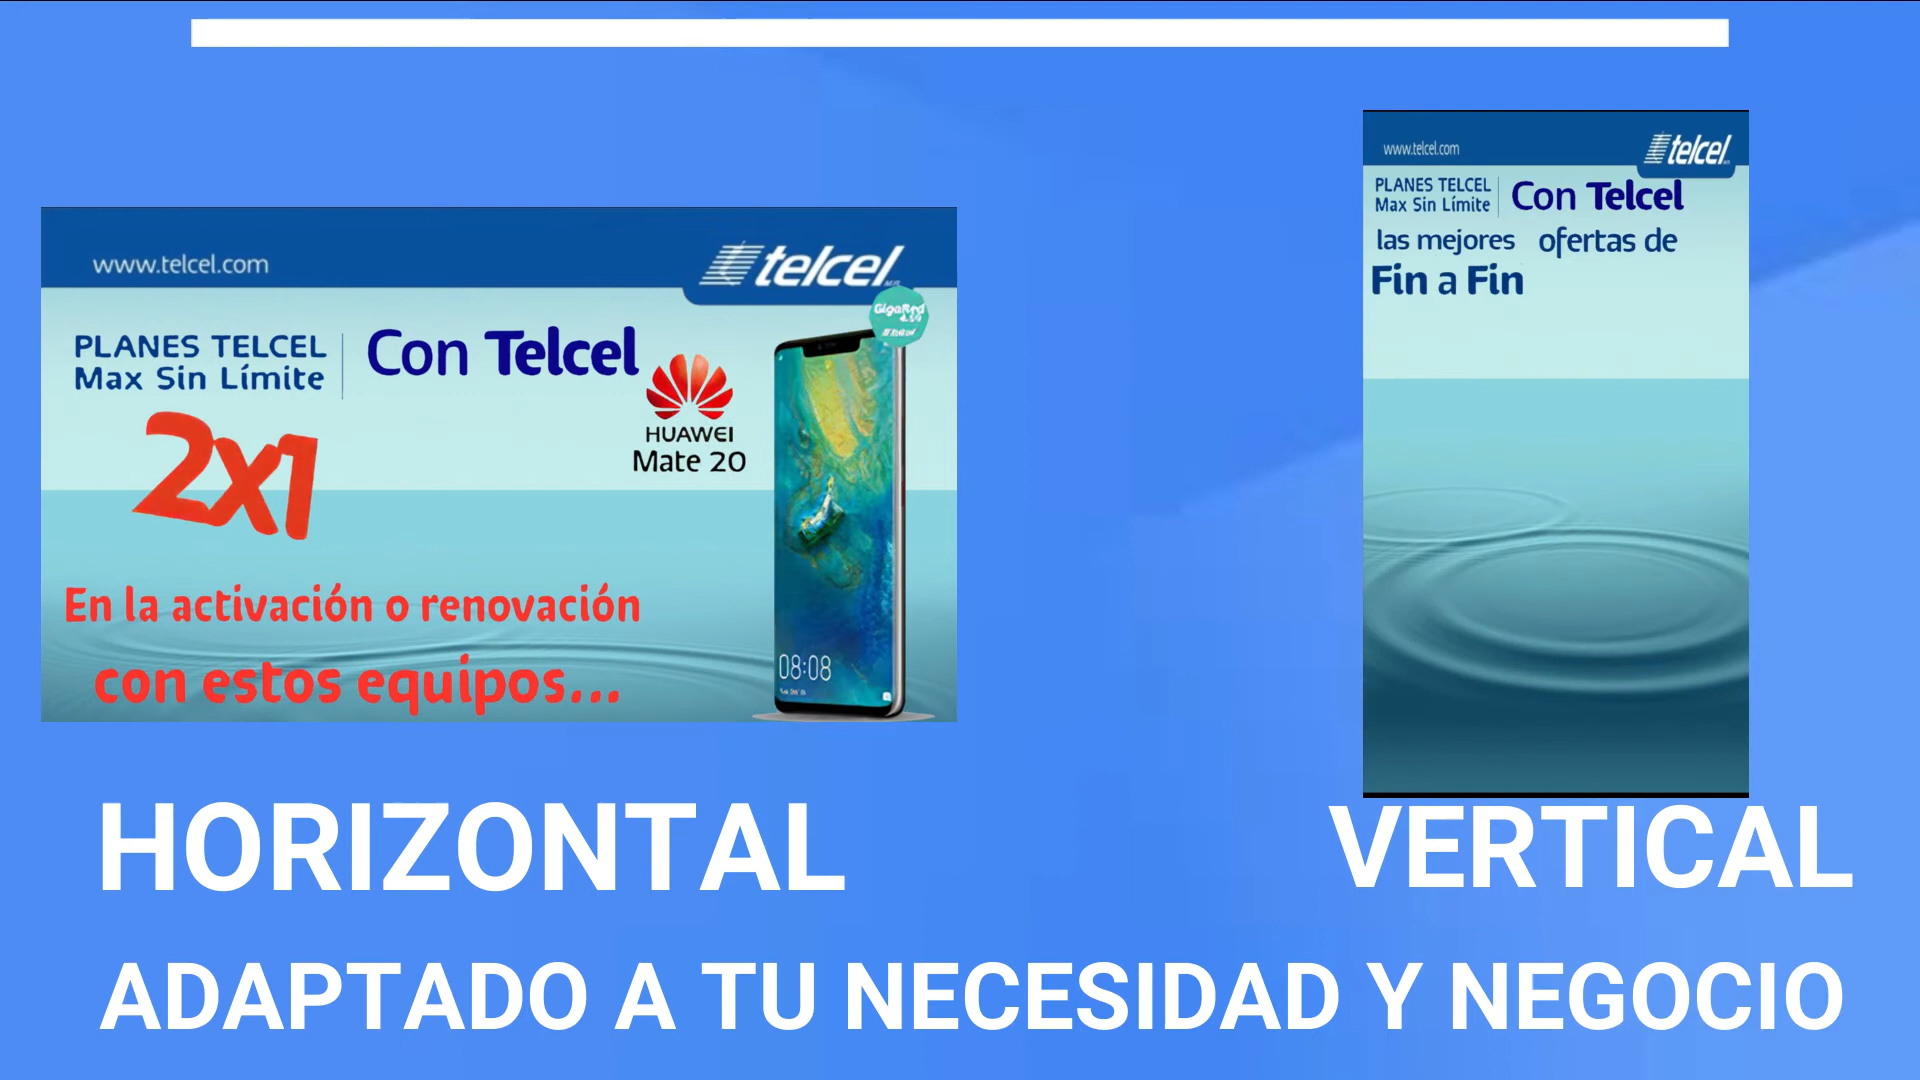 www.telcel.com
telcel
PLANES TELCEL
Max Sin Límite
Con Telcel
HUAWEI
Mate 20
2x1
En la activación o renovación
con estos equipos...
GigaRed
08:08
www.telcel.com
telcel
PLANES TELCEL
Max Sin Límite
Con Telcel
las mejores ofertas de
Fin a Fin
HORIZONTAL
VERTICAL
ADAPTADO A TU NECESIDAD Y NEGOCIO